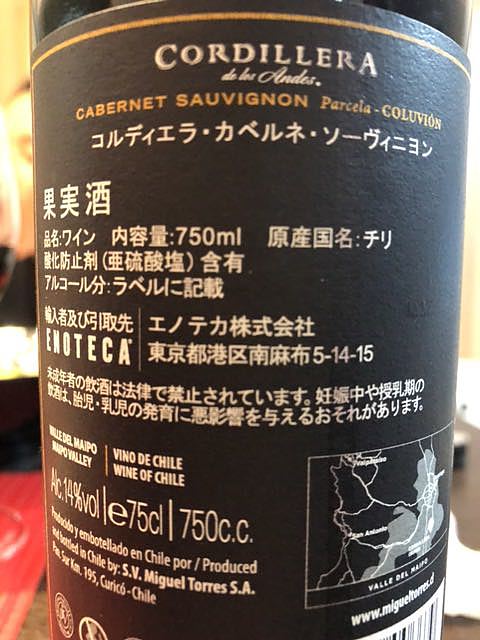 CORDILLERA
de los Andes.
CABERNET SAUVIGNON Parcela - COLUVIÓN
コルディエラ・カベルネ・ソーヴィニヨン
果実酒
品名:ワイン 内容量:750ml 原産国名:チリ
酸化防止剤(亜硫酸塩)含有
アルコール分:ラベルに記載
輸入者及び引取先
ENOTECA
エノテカ株式会社
東京都港区南麻布5-14-15
未成年者の飲酒は法律で禁止されています。妊娠中や授乳期の
飲酒は、胎児・乳児の発育に悪影響を与えるおそれがあります。
VALLE DEL MAIPO
MAIPO VALLEY
VINO DE CHILE
WINE OF CHILE
Alc.14%vol | e75cl | 750c.c.
Producido y embotellado en Chile por / Produced
and Bottled in Chile by: S.V. Miguel Torres S.A.
Pan. Sur Km. 195, Curicó - Chile
Valparaíso
San Antonio
VALLE DEL MAIPO
www.migueltorres.cl